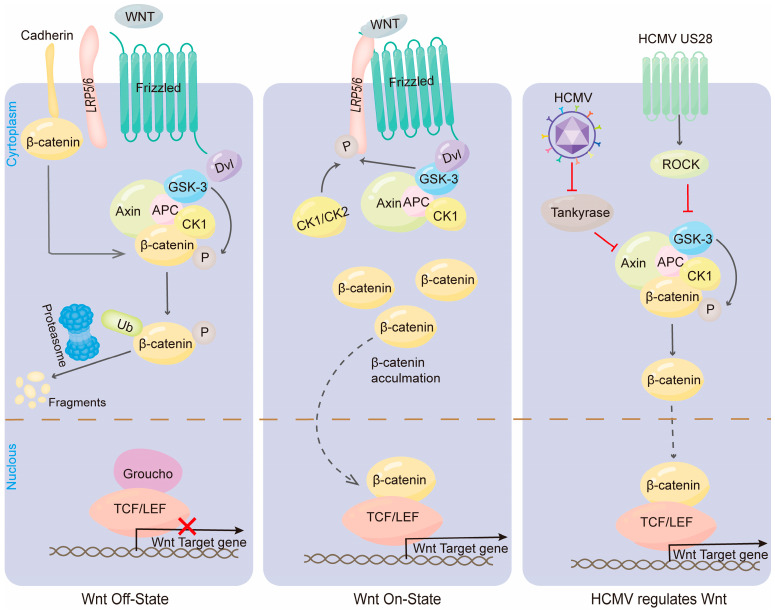 WNT
Cadherin
LRP5/6
Frizzled
β-catenin
Cyrtoplasm
Dvl
GSK-3
Axin
APC
CK1
β-catenin
P
Proteasome
Ub
β-catenin
P
Fragments
Nuclous
Groucho
TCF/LEF
Wnt Target gene
Wnt Off-State
WNT
LRP5/6
Frizzled
P
Dvl
GSK-3
CK1/CK2
Axin
APC
CK1
β-catenin
β-catenin
β-catenin
β-catenin
acculmation
β-catenin
TCF/LEF
Wnt Target gene
Wnt On-State
HCMV US28
HCMV
ROCK
Tankyrase
GSK-3
Axin
APC
CK1
β-catenin
P
β-catenin
β-catenin
TCF/LEF
Wnt Target gene
HCMV regulates Wnt